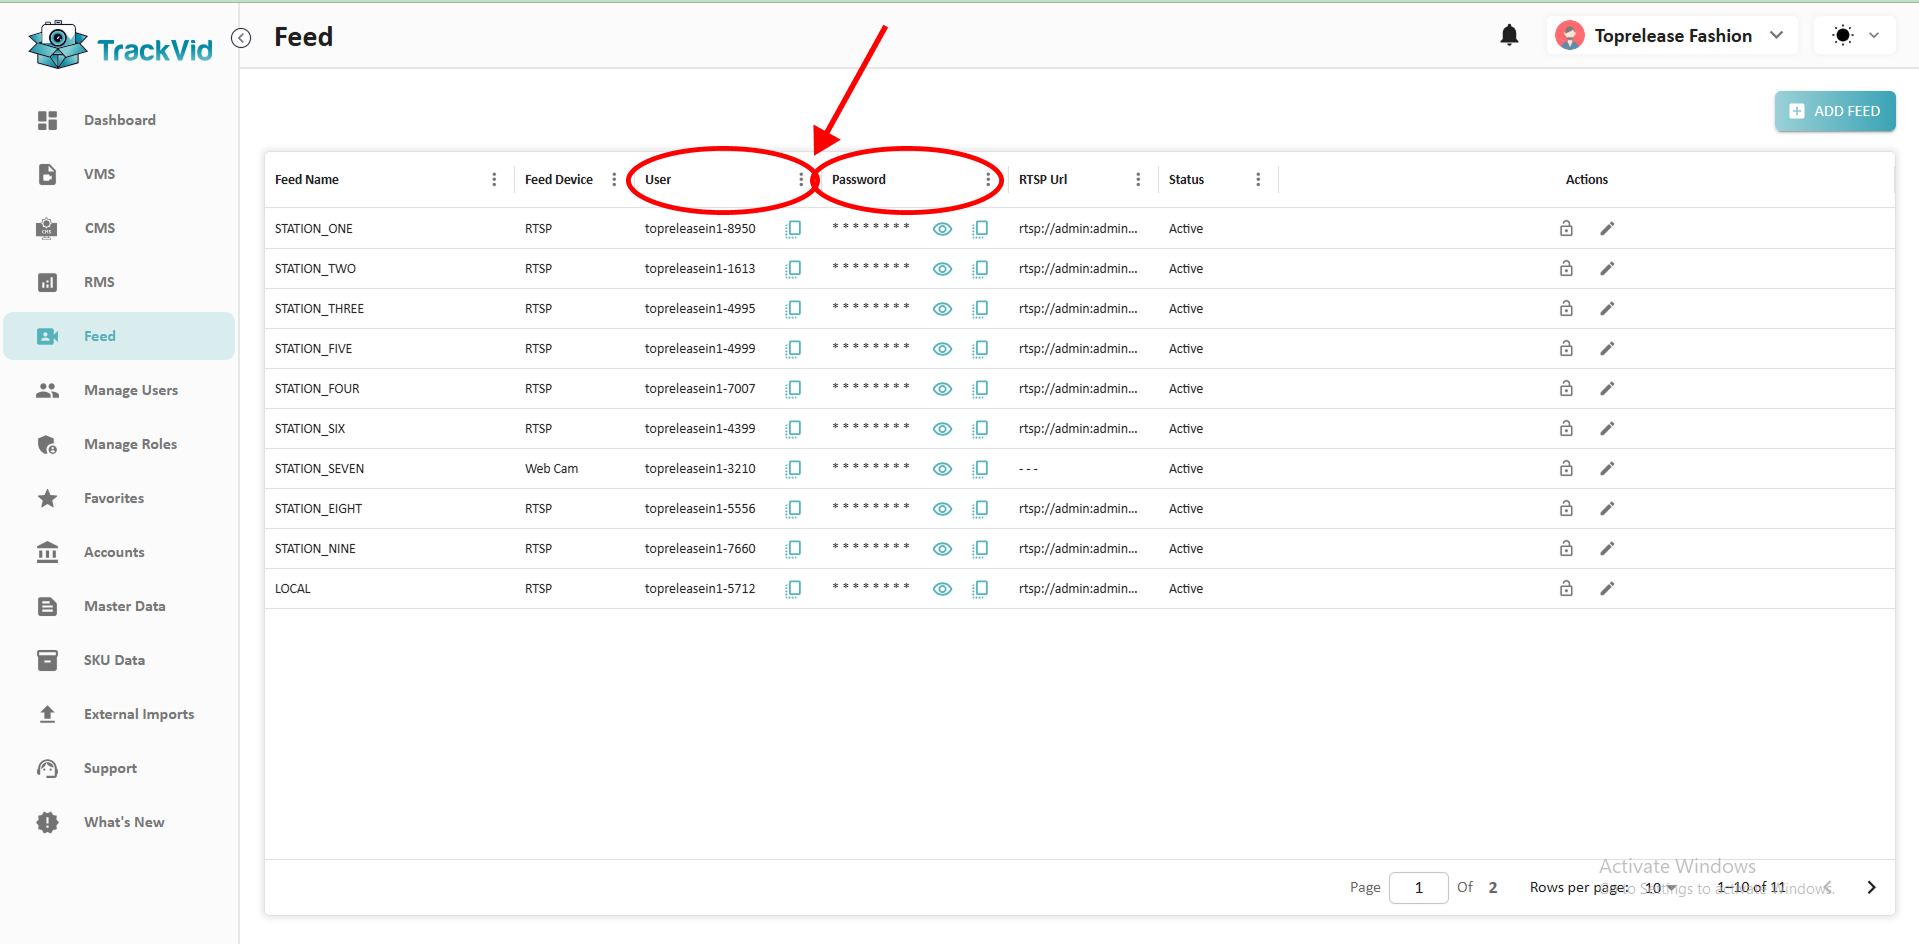 TrackVid
Feed
Toprelease Fashion
ADD FEED
Dashboard
VMS
CMS
RMS
Feed
Manage Users
Manage Roles
Favorites
Accounts
Master Data
SKU Data
External Imports
Support
What's New
Feed Name Feed Device User Password RTSP Url Status Actions
STATION_ONE RTSP topreleasein1-8950 * * * * * * * * rtsp://admin:admin... Active
STATION_TWO RTSP topreleasein1-1613 * * * * * * * * rtsp://admin:admin... Active
STATION_THREE RTSP topreleasein1-4995 * * * * * * * * rtsp://admin:admin... Active
STATION_FIVE RTSP topreleasein1-4999 * * * * * * * * rtsp://admin:admin... Active
STATION_FOUR RTSP topreleasein1-7007 * * * * * * * * rtsp://admin:admin... Active
STATION_SIX RTSP topreleasein1-4399 * * * * * * * * rtsp://admin:admin... Active
STATION_SEVEN Web Cam topreleasein1-3210 * * * * * * * * - - - Active
STATION_EIGHT RTSP topreleasein1-5556 * * * * * * * * rtsp://admin:admin... Active
STATION_NINE RTSP topreleasein1-7660 * * * * * * * * rtsp://admin:admin... Active
LOCAL RTSP topreleasein1-5712 * * * * * * * * rtsp://admin:admin... Active
Activate Windows
Page 1 Of 2 Rows per page: 10 1–10 of 11
Go to Settings to activate Windows.